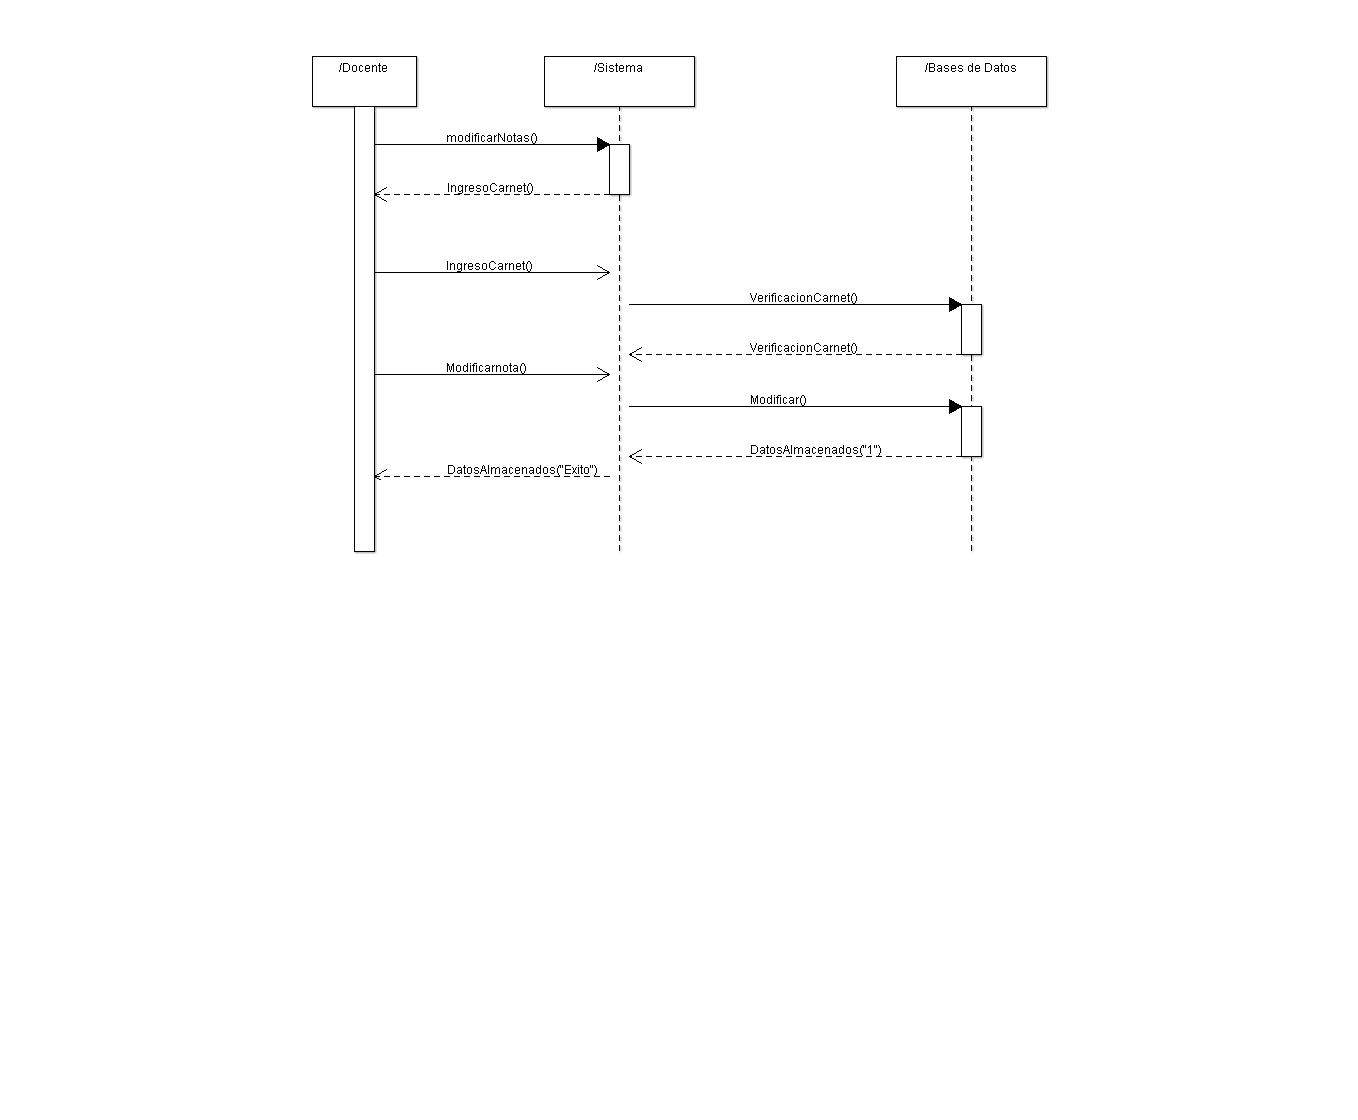 /Docente
/Sistema
/Bases de Datos
modificarNotas()
IngresoCarnet()
IngresoCarnet()
VerificacionCarnet()
VerificacionCarnet()
Modificarnota()
Modificar()
DatosAlmacenados("1")
DatosAlmacenados("Exito")